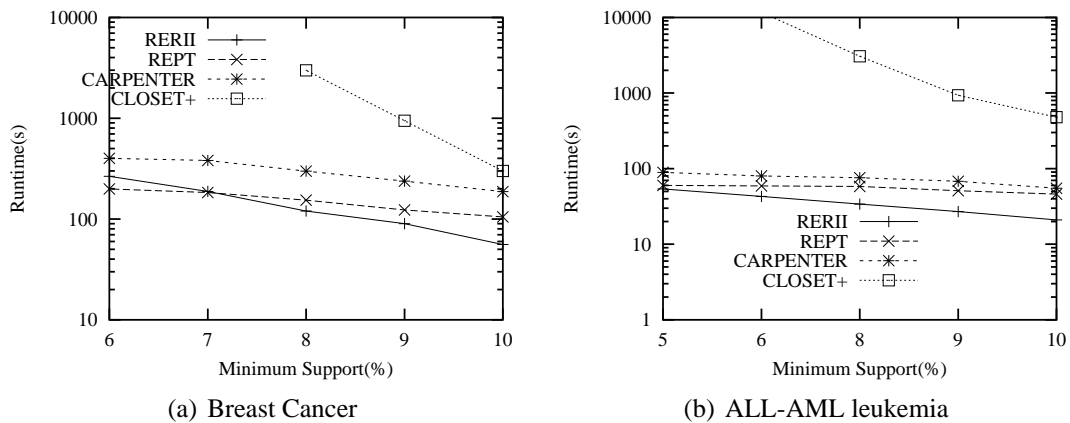 10000
1000
100
10
Runtime(s)
RERII
REPT
CARPENTER
CLOSET+
6 7 8 9 10
Minimum Support(%)
(a) Breast Cancer
10000
1000
100
10
1
Runtime(s)
RERII
REPT
CARPENTER
CLOSET+
5 6 8 9 10
Minimum Support(%)
(b) ALL-AML leukemia